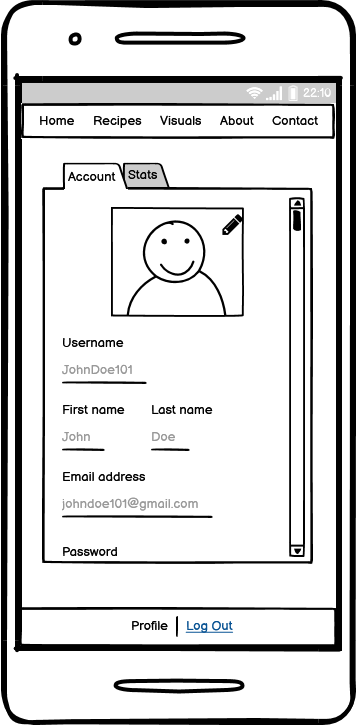 22:10
Home Recipes Visuals About Contact
Account Stats
Username
JohnDoe101
First name Last name
John Doe
Email address
johndoe101@gmail.com
Password
Profile Log Out